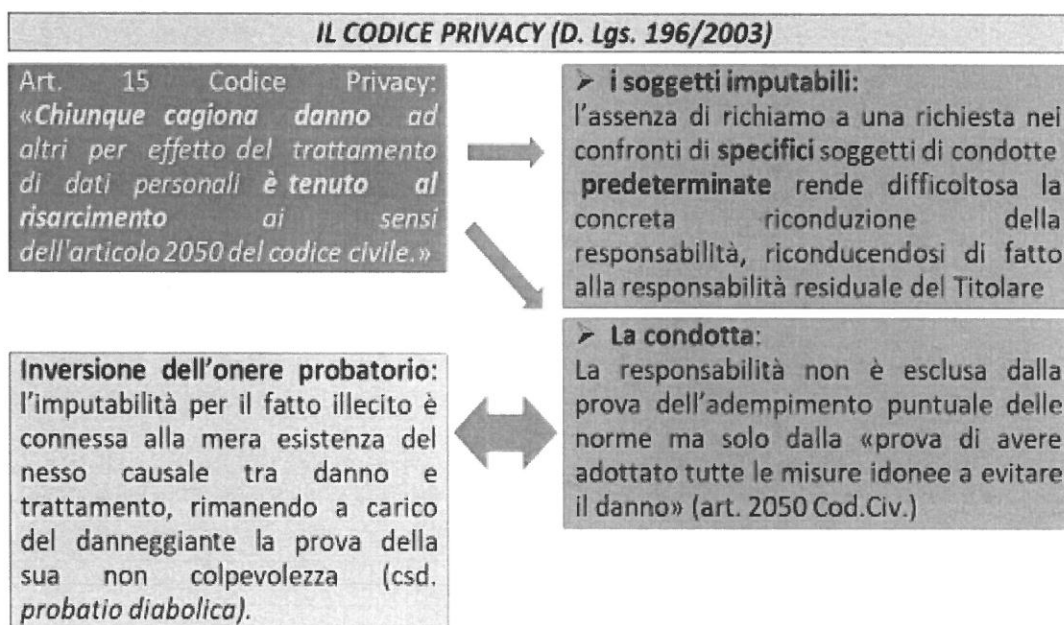 IL CODICE PRIVACY (D. Lgs. 196/2003)
Art. 15 Codice Privacy:
«Chiunque cagiona danno ad
altri per effetto del trattamento
di dati personali è tenuto al
risarcimento ai sensi
dell'articolo 2050 del codice civile.»
➢ i soggetti imputabili:
l'assenza di richiamo a una richiesta nei
confronti di specifici soggetti di condotte
predeterminate rende difficoltosa la
concreta riconduzione della
responsabilità, riconducendosi di fatto
alla responsabilità residuale del Titolare
Inversione dell'onere probatorio:
l'imputabilità per il fatto illecito è
connessa alla mera esistenza del
nesso causale tra danno e
trattamento, rimanendo a carico
del danneggiante la prova della
sua non colpevolezza (csd.
probatio diabolica).
➢ La condotta:
La responsabilità non è esclusa dalla
prova dell'adempimento puntuale delle
norme ma solo dalla «prova di avere
adottato tutte le misure idonee a evitare
il danno» (art. 2050 Cod.Civ.)